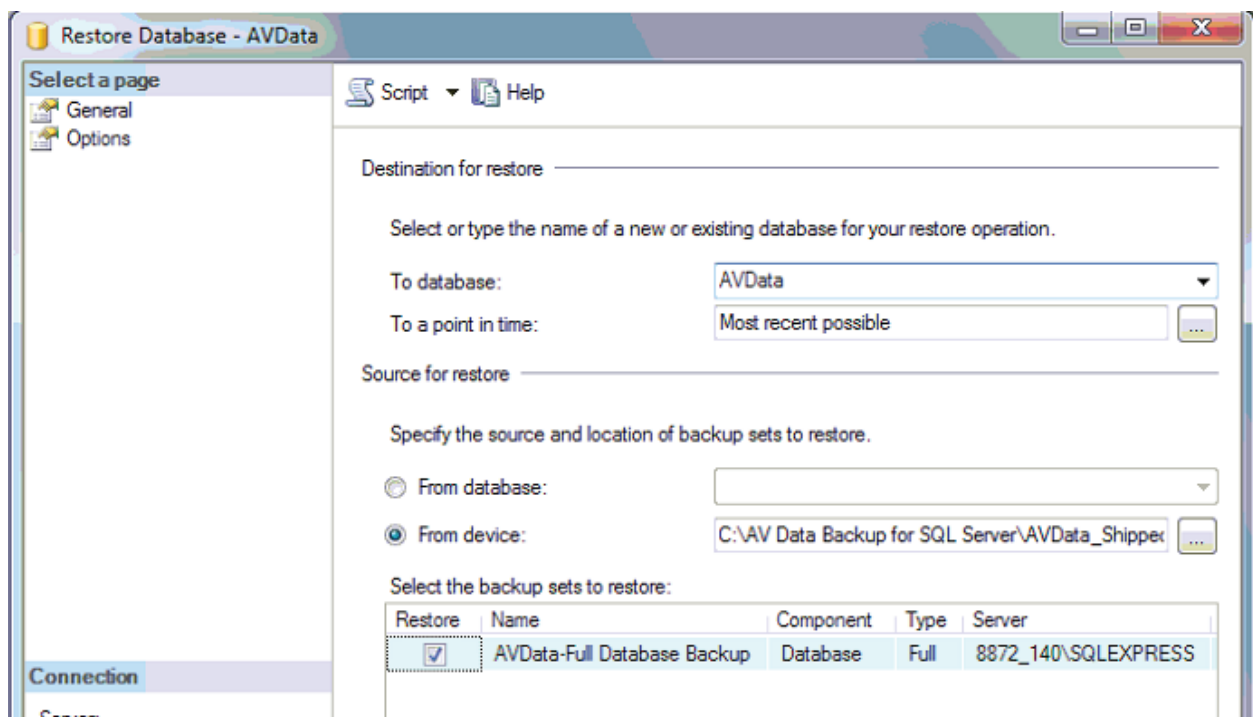 Restore Database - AVData
Select a page
General
Options
Script Help
Destination for restore
Select or type the name of a new or existing database for your restore operation.
To database: AVData
To a point in time: Most recent possible ...
Source for restore
Specify the source and location of backup sets to restore.
From database:
From device: C:\AV Data Backup for SQL Server\AVData_Shipped ...
Select the backup sets to restore:
Restore Name Component Type Server
AVData-Full Database Backup Database Full 8872_140\SQLEXPRESS
Connection